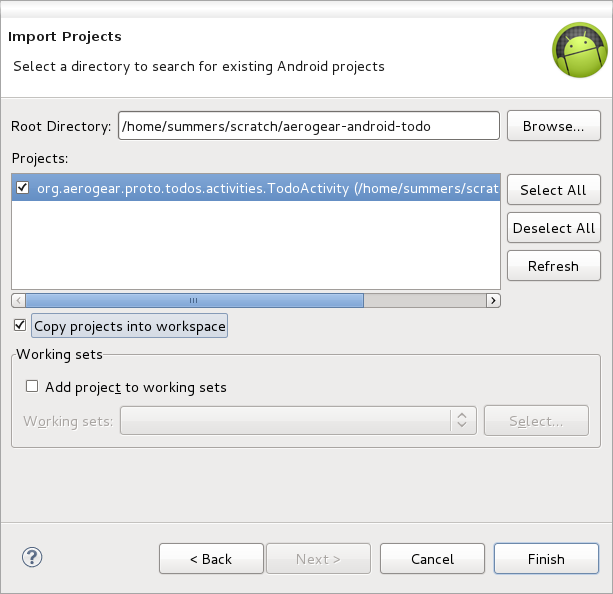 Import Projects
Select a directory to search for existing Android projects
Root Directory: /home/summers/scratch/aerogear-android-todo Browse...
Projects:
org.aerogear.proto.todos.activities.TodoActivity (/home/summers/scrat
Select All
Deselect All
Refresh
Copy projects into workspace
Working sets
Add project to working sets
Working sets: Select...
< Back Next > Cancel Finish